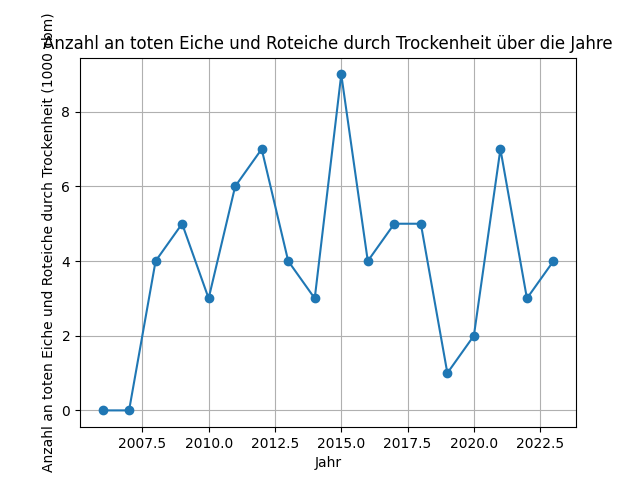 Anzahl an toten Eiche und Roteiche durch Trockenheit über die Jahre
Anzahl an toten Eiche und Roteiche durch Trockenheit (1000
8
6
4
2
0
2007.5 2010.0 2012.5 2015.0 2017.5 2020.0 2022.5
Jahr